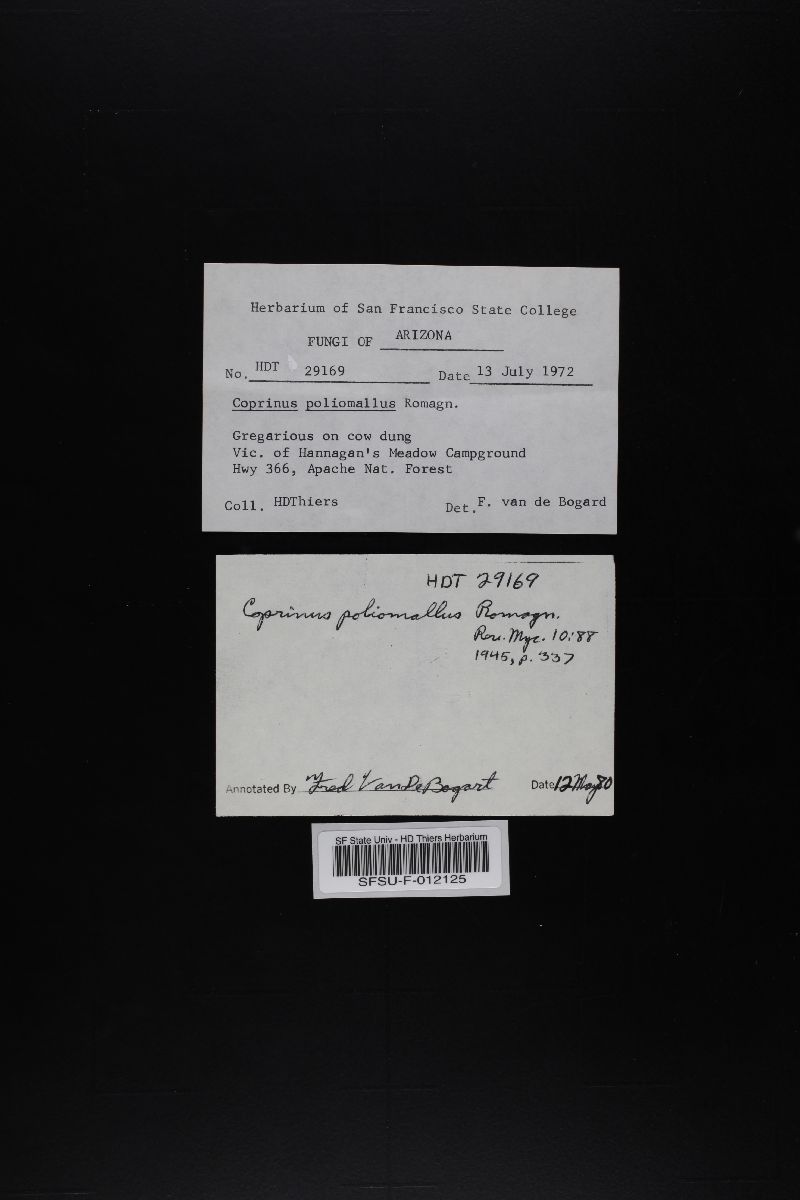 Herbarium of San Francisco State College
FUNGI OF ARIZONA
No. HDT 29169 Date 13 July 1972
Coprinus poliomallus Romagn.
Gregarious on cow dung
Vic. of Hannagan's Meadow Campground
Hwy 366, Apache Nat. Forest
Coll. HDThiers Det. F. van de Bogard
HDT 29169
Coprinus poliomallus Romagn.
Rev. Myc. 10:88
1945, p. 337
Annotated By Fred VanDeBogart Date 12 May 80
SF State Univ - HD Thiers Herbarium
SFSU-F-012125